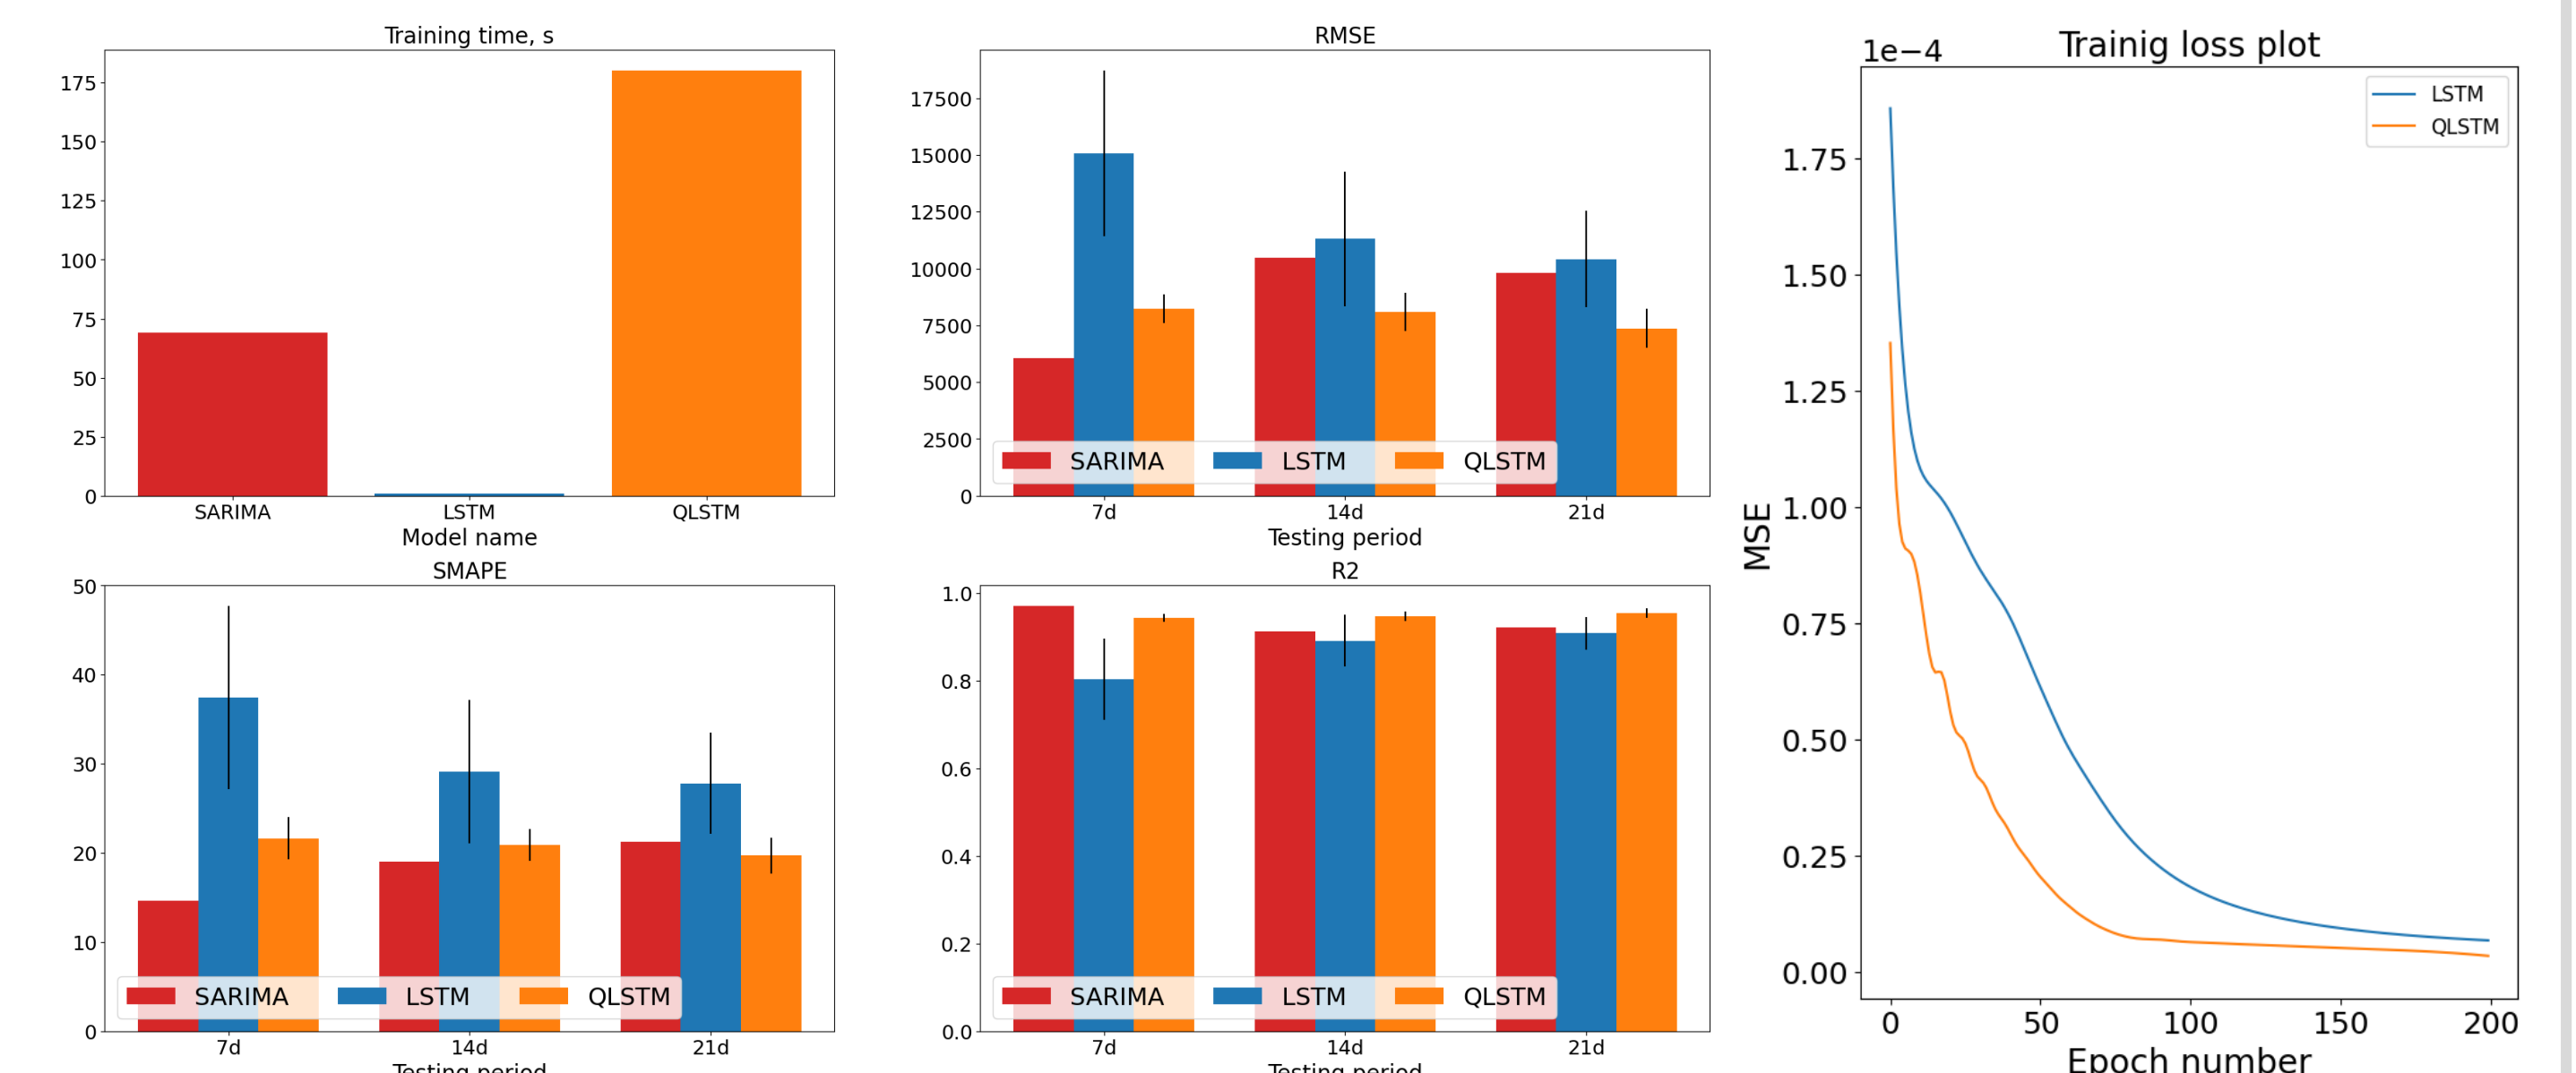 Training time, s
175
150
125
100
75
50
25
0
SARIMA LSTM QLSTM
Model name
RMSE
17500
15000
12500
10000
7500
5000
2500
0
SARIMA LSTM QLSTM
7d 14d 21d
Testing period
SMAPE
50
40
30
20
10
0
SARIMA LSTM QLSTM
7d 14d 21d
Testing period
R2
1.0
0.8
0.6
0.4
0.2
0.0
SARIMA LSTM QLSTM
7d 14d 21d
Testing period
1e−4
Trainig loss plot
LSTM
QLSTM
MSE
1.75
1.50
1.25
1.00
0.75
0.50
0.25
0.00
0 50 100 150 200
Epoch number